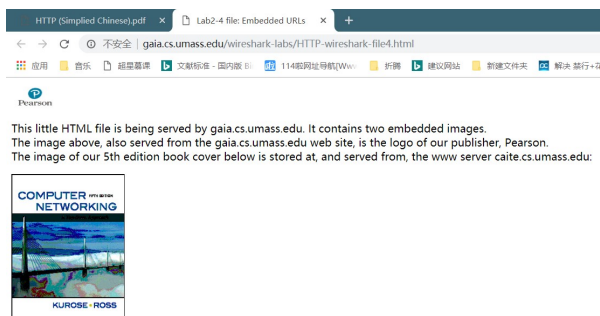 HTTP (Simplied Chinese).pdf
Lab2-4 file: Embedded URLs
不安全 | gaia.cs.umass.edu/wireshark-labs/HTTP-wireshark-file4.html
应用 音乐 超星慕课 文献标准 - 国内版 Bi 114啦网址导航[Ww 折腾 建议网站 新建文件夹 解决 禁行+花
Pearson
This little HTML file is being served by gaia.cs.umass.edu. It contains two embedded images.
The image above, also served from the gaia.cs.umass.edu web site, is the logo of our publisher, Pearson.
The image of our 5th edition book cover below is stored at, and served from, the www server caite.cs.umass.edu:
COMPUTER FIFTH EDITION
NETWORKING
KUROSE • ROSS